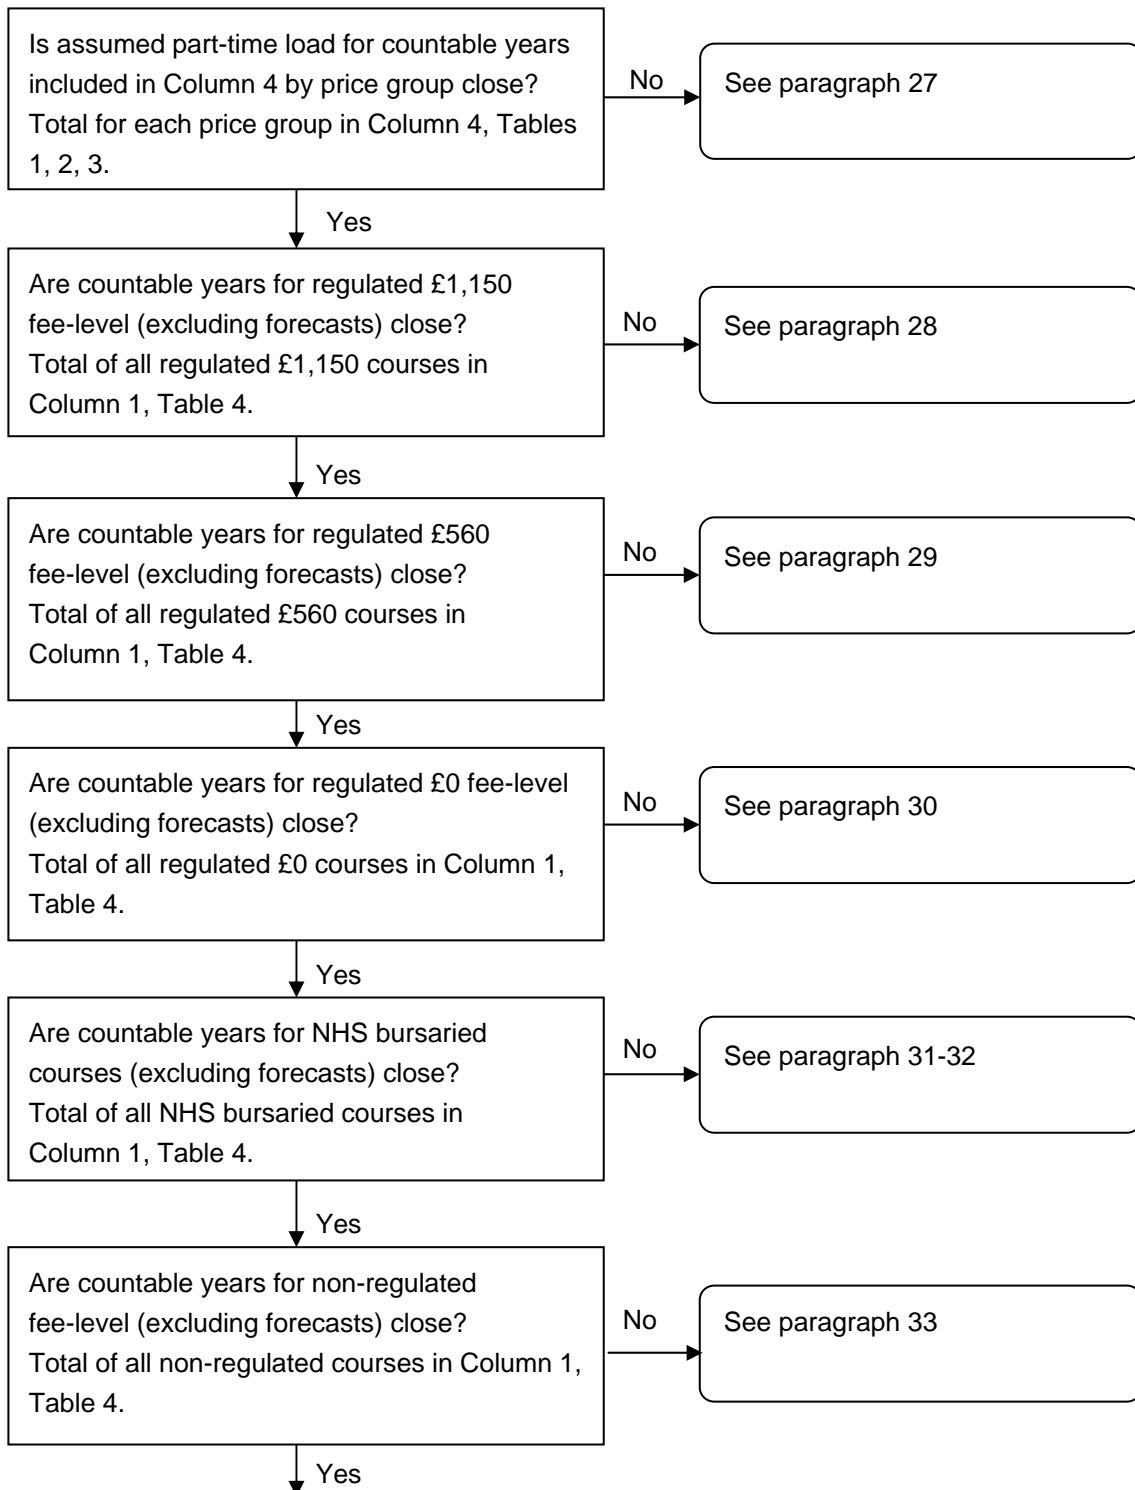 Is assumed part-time load for countable years
included in Column 4 by price group close?
Total for each price group in Column 4, Tables
1, 2, 3.
No
See paragraph 27
Yes
Are countable years for regulated £1,150
fee-level (excluding forecasts) close?
Total of all regulated £1,150 courses in
Column 1, Table 4.
No
See paragraph 28
Yes
Are countable years for regulated £560
fee-level (excluding forecasts) close?
Total of all regulated £560 courses in
Column 1, Table 4.
No
See paragraph 29
Yes
Are countable years for regulated £0 fee-level
(excluding forecasts) close?
Total of all regulated £0 courses in Column 1,
Table 4.
No
See paragraph 30
Yes
Are countable years for NHS bursaried
courses (excluding forecasts) close?
Total of all NHS bursaried courses in
Column 1, Table 4.
No
See paragraph 31-32
Yes
Are countable years for non-regulated
fee-level (excluding forecasts) close?
Total of all non-regulated courses in Column 1,
Table 4.
No
See paragraph 33
Yes